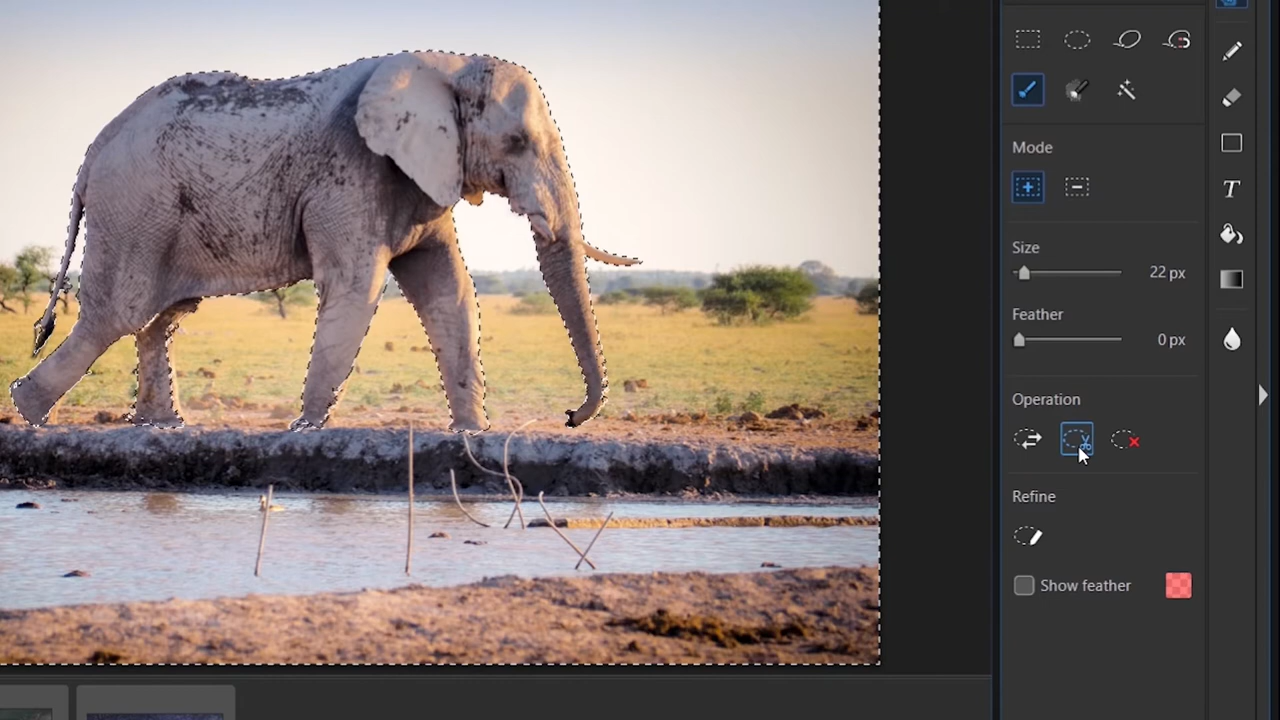 Mode
Size
22 px
Feather
0 px
Operation
Refine
Show feather